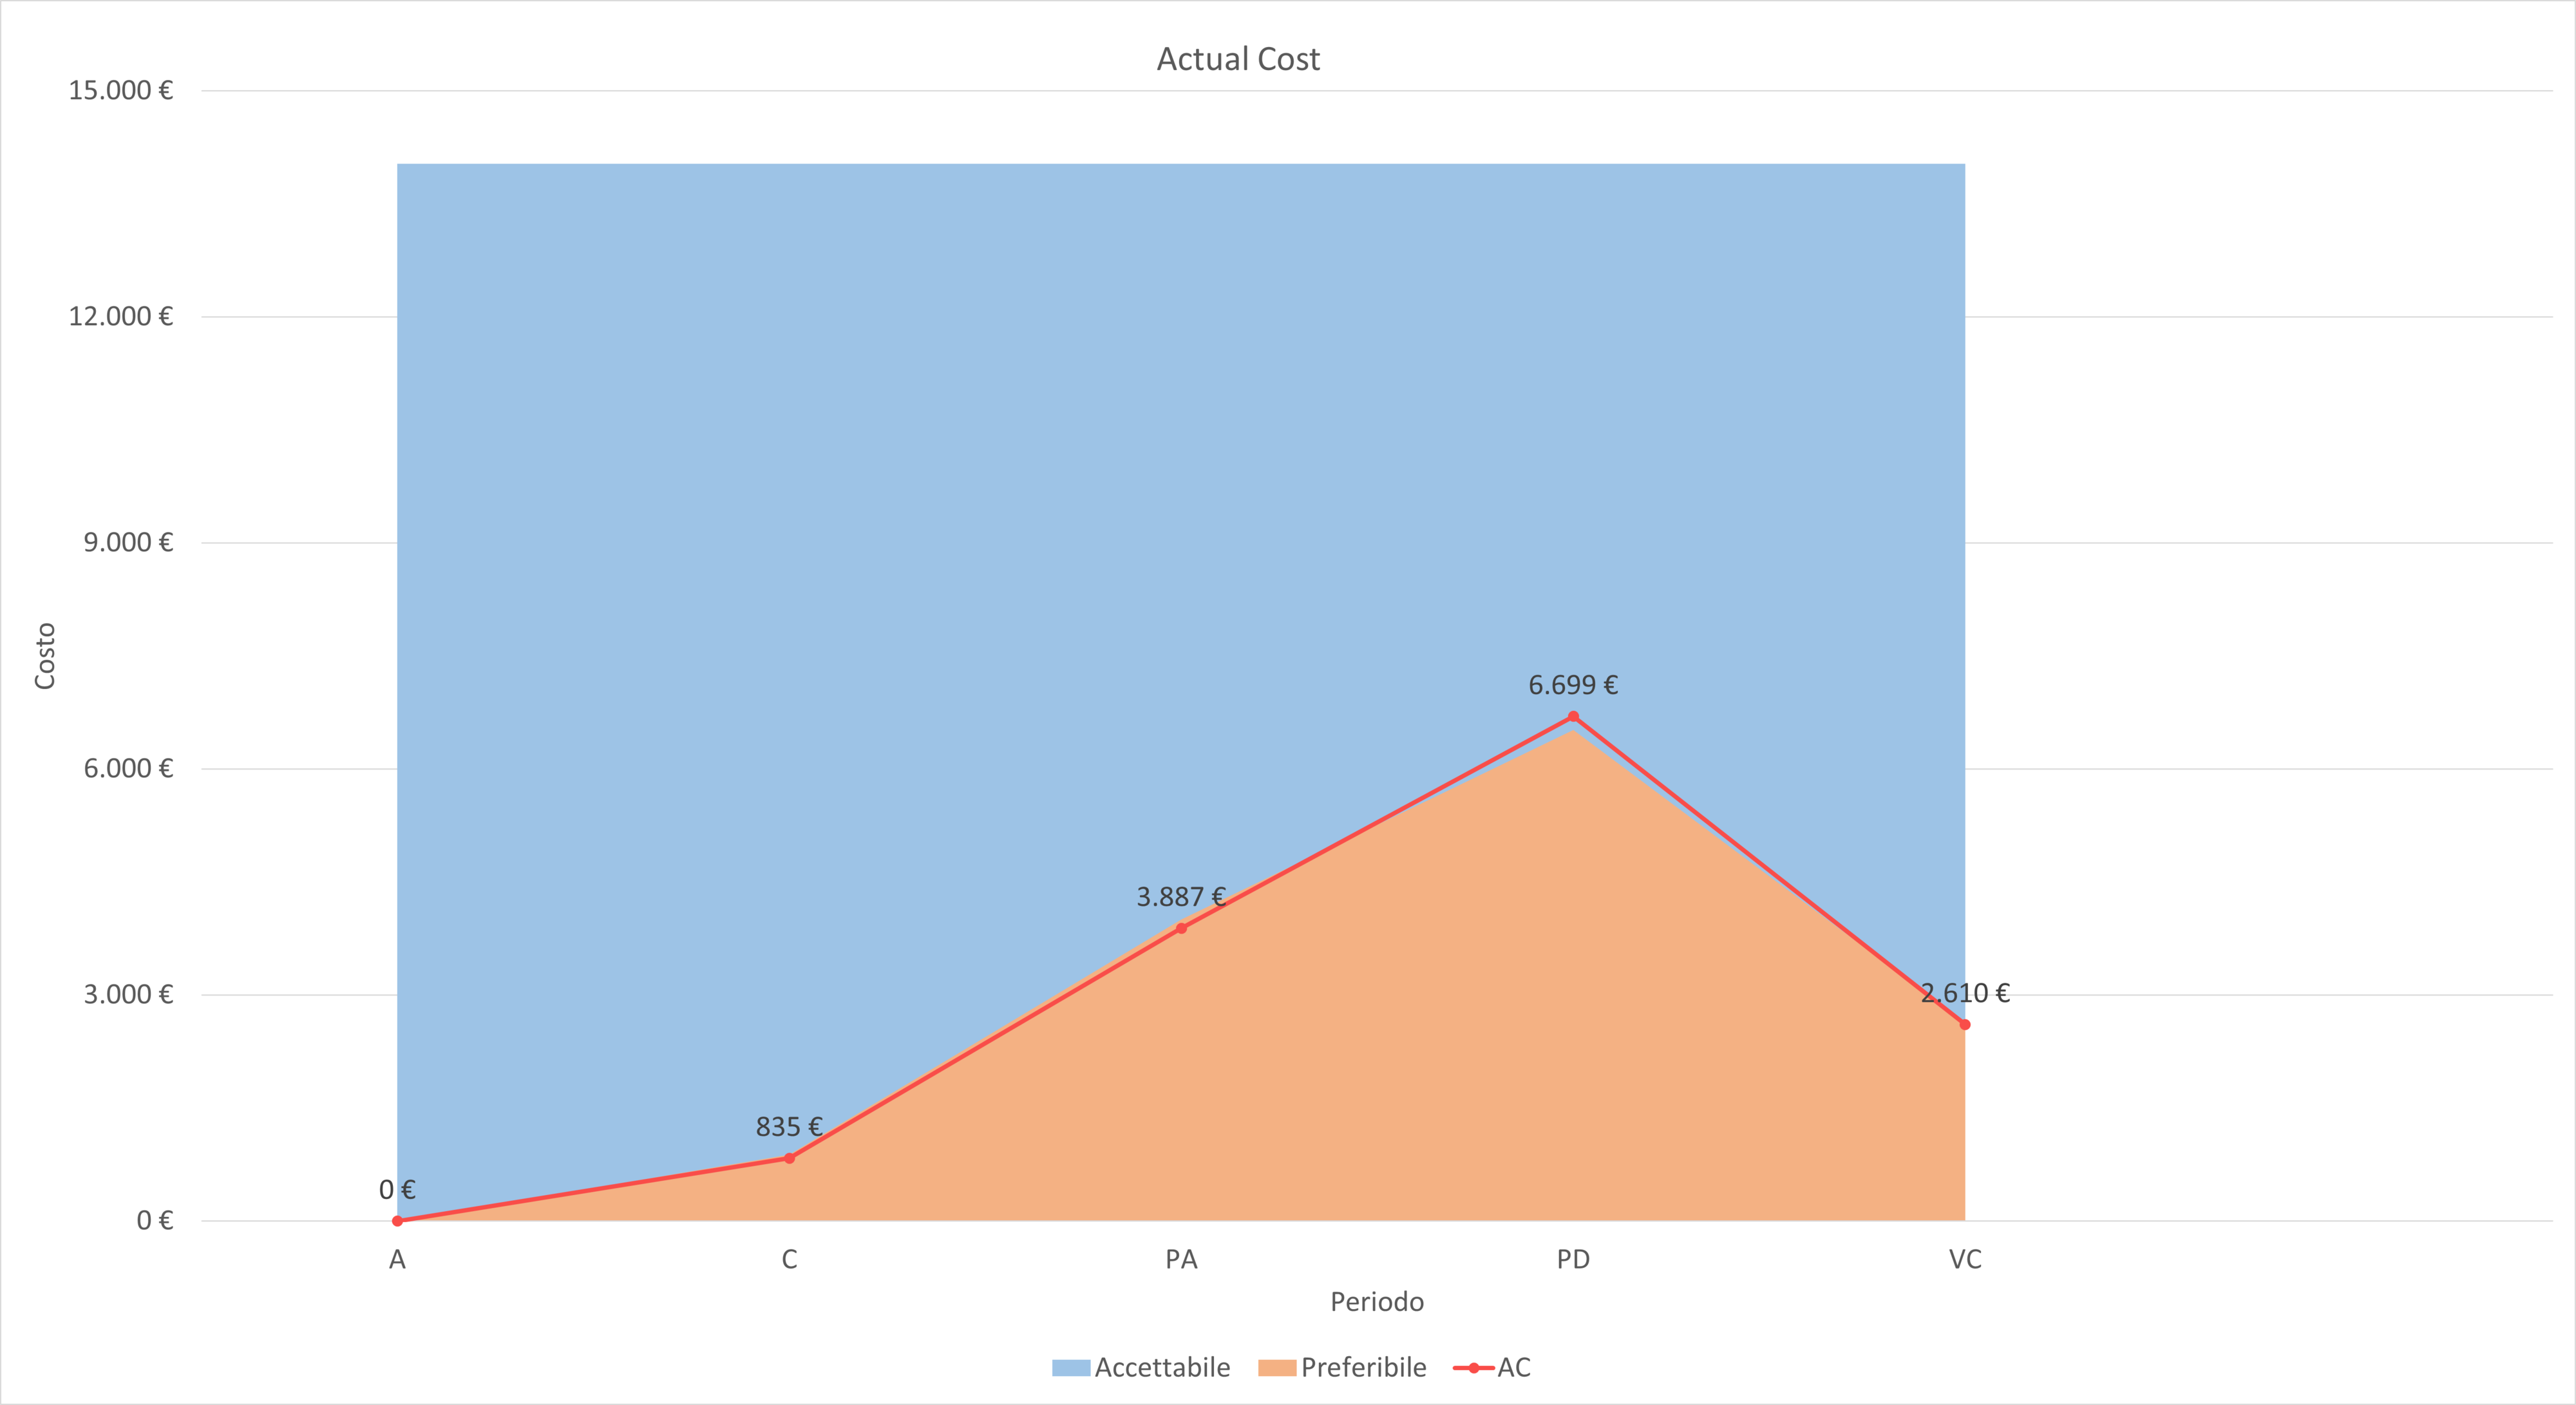 Actual Cost
15.000 €
12.000 €
9.000 €
6.000 €
3.000 €
0 €
Costo
0 €
835 €
3.887 €
6.699 €
2.610 €
A
C
PA
PD
VC
Periodo
Accettabile
Preferibile
AC